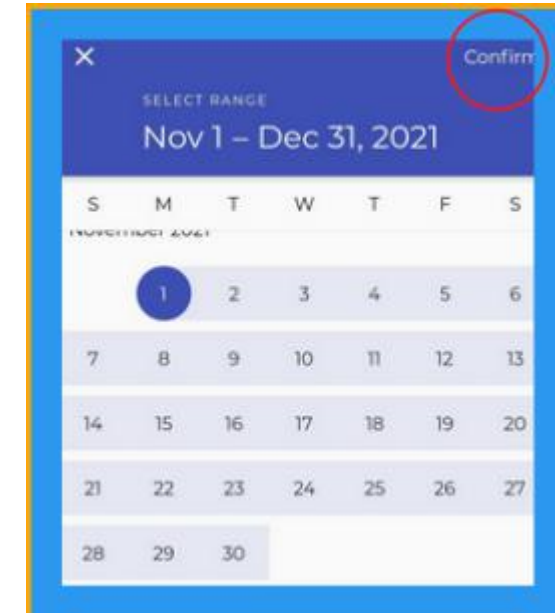 × Confirm
SELECT RANGE
Nov 1 – Dec 31, 2021
S M T W T F S
November 2021
1 2 3 4 5 6
7 8 9 10 11 12 13
14 15 16 17 18 19 20
21 22 23 24 25 26 27
28 29 30